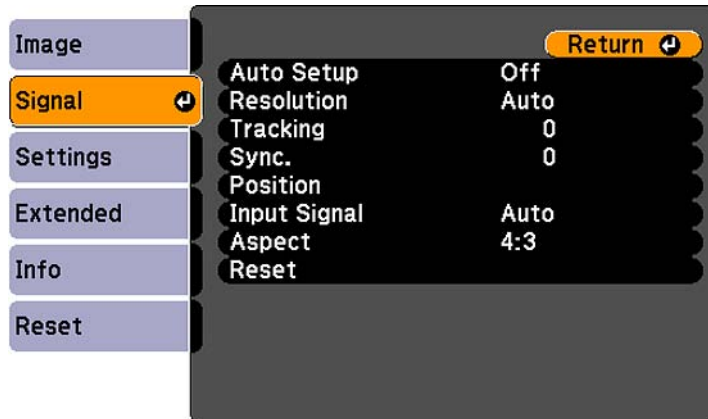 Image
Signal
Settings
Extended
Info
Reset
Return
Auto Setup Off
Resolution Auto
Tracking 0
Sync. 0
Position
Input Signal Auto
Aspect 4:3
Reset